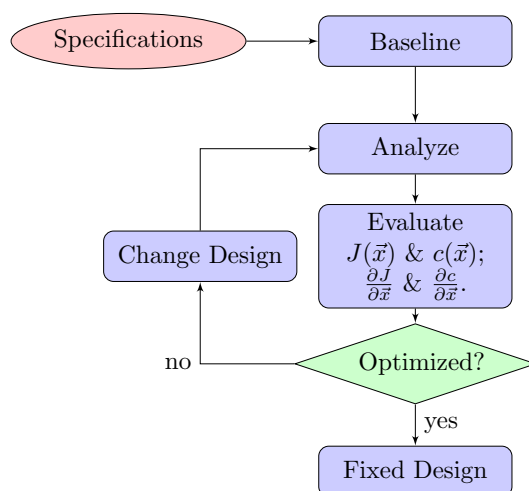 Specifications
Baseline
Analyze
Evaluate
J(x⃗) & c(x⃗);
∂J/∂x⃗ & ∂c/∂x⃗.
Change Design
Optimized?
no
yes
Fixed Design